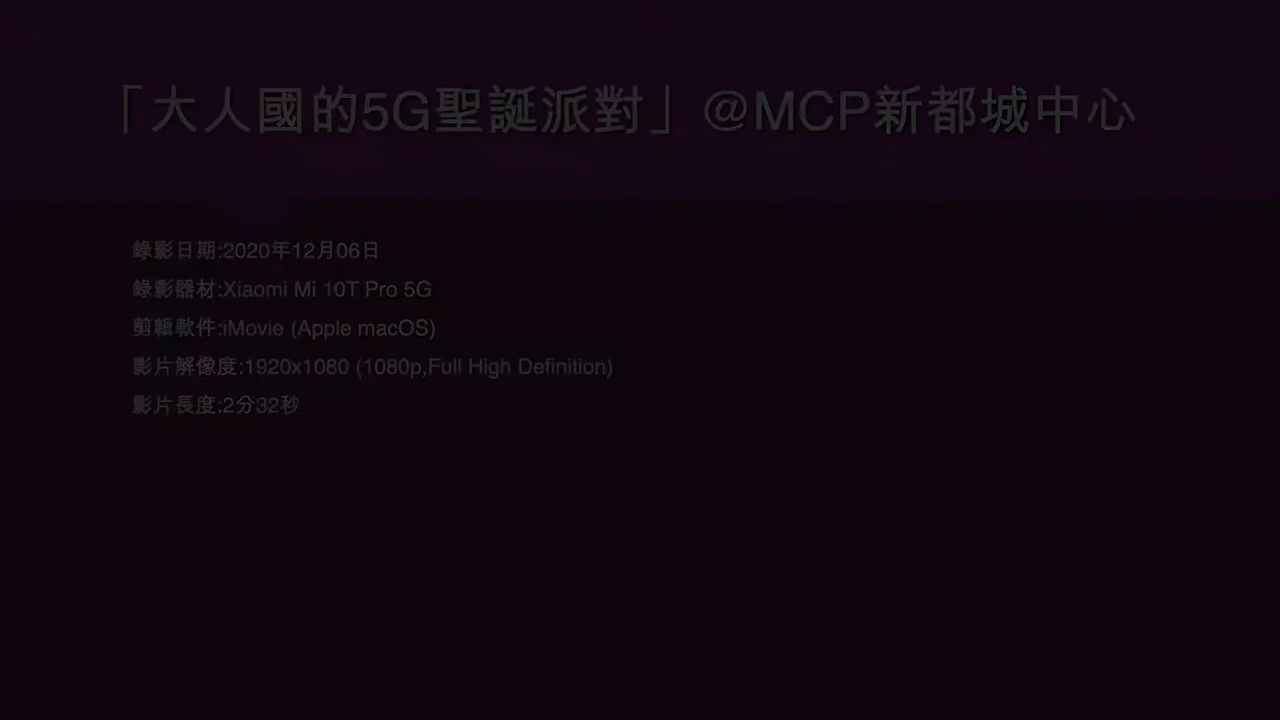 「大人國的5G聖誕派對」@MCP新都城中心
錄影日期:2020年12月06日
錄影器材:Xiaomi Mi 10T Pro 5G
剪輯軟件:iMovie (Apple macOS)
影片解像度:1920x1080 (1080p,Full High Definition)
影片長度:2分32秒